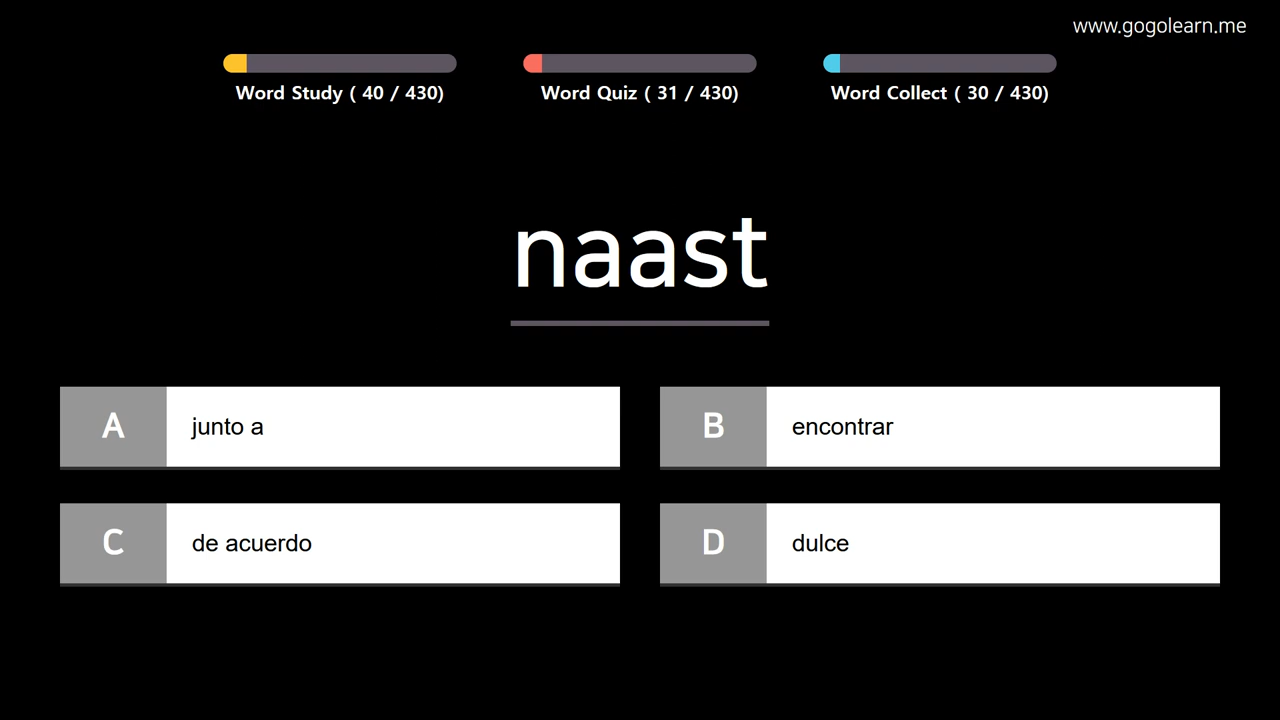 www.gogolearn.me
Word Study ( 40 / 430)
Word Quiz ( 31 / 430)
Word Collect ( 30 / 430)
naast
A
junto a
B
encontrar
C
de acuerdo
D
dulce